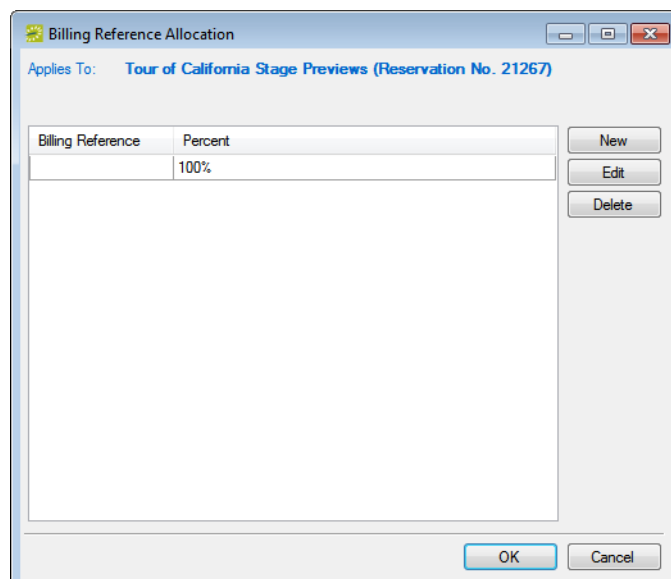 Billing Reference Allocation
Applies To: Tour of California Stage Previews (Reservation No. 21267)
Billing Reference Percent
100%
New
Edit
Delete
OK Cancel